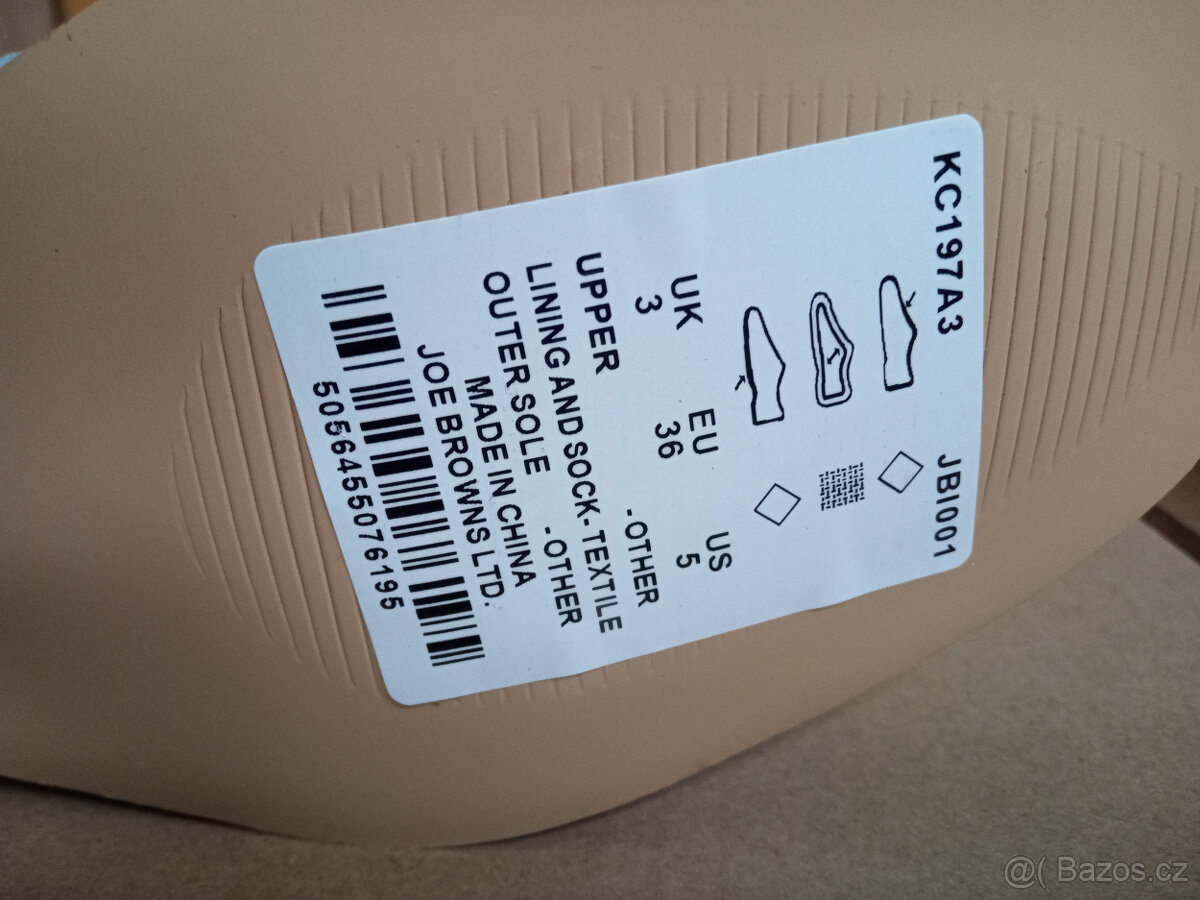 KC197A3 JBI001
UK EU US
3 36 5
UPPER -OTHER
LINING AND SOCK-TEXTILE
OUTER SOLE -OTHER
MADE IN CHINA
JOE BROWNS LTD.
5056455076195
@( Bazos.cz